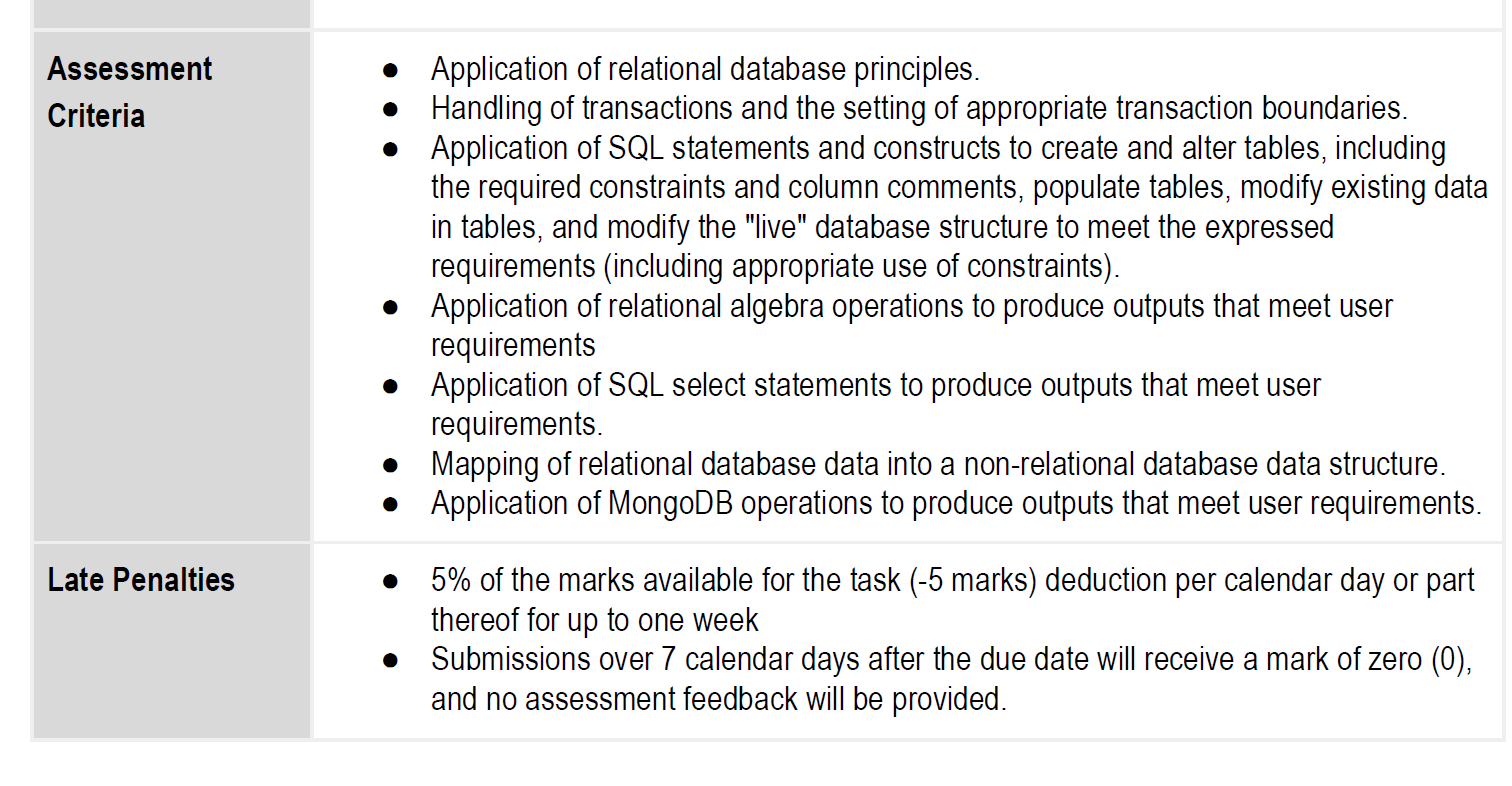 Assessment
Criteria
● Application of relational database principles.
● Handling of transactions and the setting of appropriate transaction boundaries.
● Application of SQL statements and constructs to create and alter tables, including
the required constraints and column comments, populate tables, modify existing data
in tables, and modify the "live" database structure to meet the expressed
requirements (including appropriate use of constraints).
● Application of relational algebra operations to produce outputs that meet user
requirements
● Application of SQL select statements to produce outputs that meet user
requirements.
● Mapping of relational database data into a non-relational database data structure.
● Application of MongoDB operations to produce outputs that meet user requirements.
Late Penalties
● 5% of the marks available for the task (-5 marks) deduction per calendar day or part
thereof for up to one week
● Submissions over 7 calendar days after the due date will receive a mark of zero (0),
and no assessment feedback will be provided.